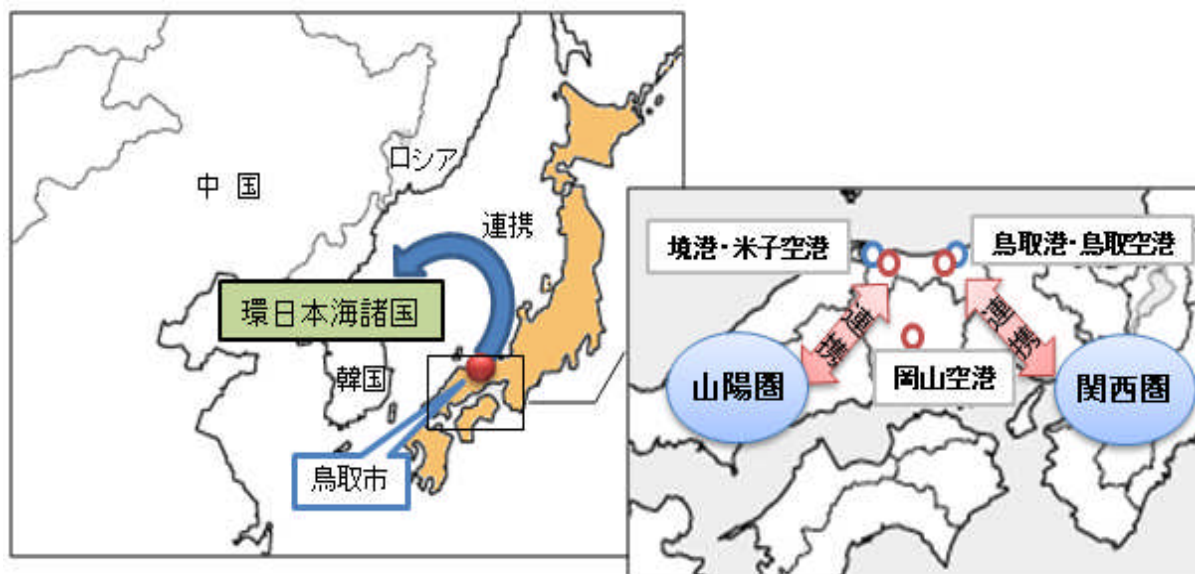 ロシア
中国
連携
環日本海諸国
韓国
鳥取市
境港・米子空港
鳥取港・鳥取空港
連携
連携
山陽圏
岡山空港
関西圏